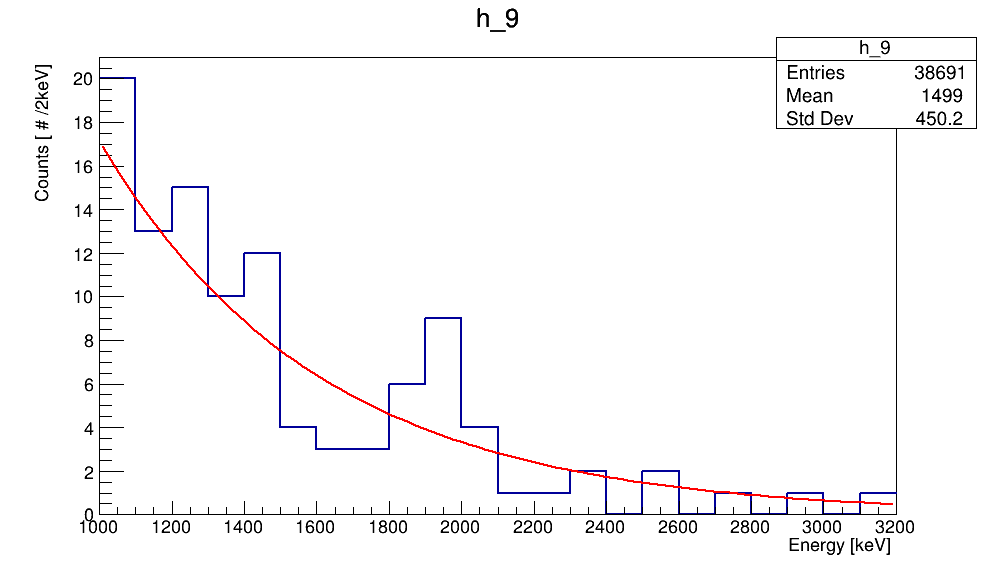 h_9
h_9
Entries 38691
Mean 1499
Std Dev 450.2
Counts [ # /2keV]
20
18
16
14
12
10
8
6
4
2
0
1000 1200 1400 1600 1800 2000 2200 2400 2600 2800 3000 3200
Energy [keV]